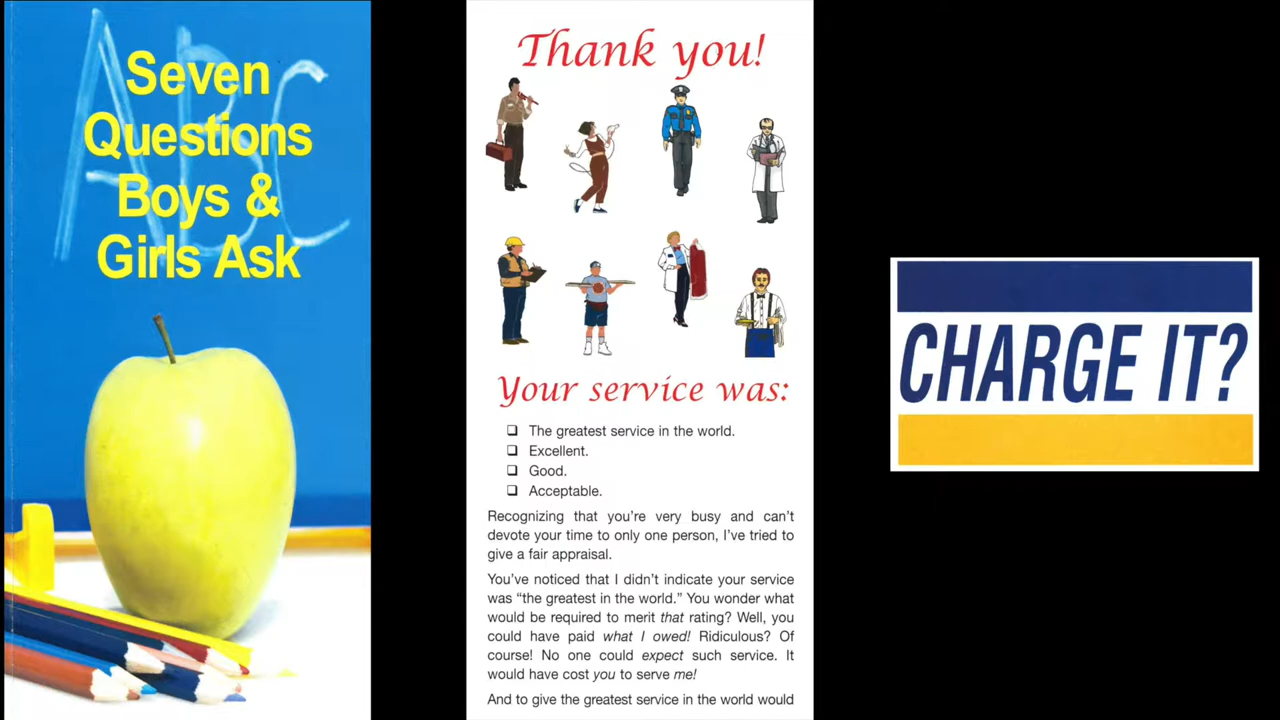 ABC
Seven
Questions
Boys &
Girls Ask
Thank you!
Your service was:
❑ The greatest service in the world.
❑ Excellent.
❑ Good.
❑ Acceptable.
Recognizing that you’re very busy and can’t
devote your time to only one person, I’ve tried to
give a fair appraisal.
You’ve noticed that I didn’t indicate your service
was “the greatest in the world.” You wonder what
would be required to merit that rating? Well, you
could have paid what I owed! Ridiculous? Of
course! No one could expect such service. It
would have cost you to serve me!
And to give the greatest service in the world would
CHARGE IT?